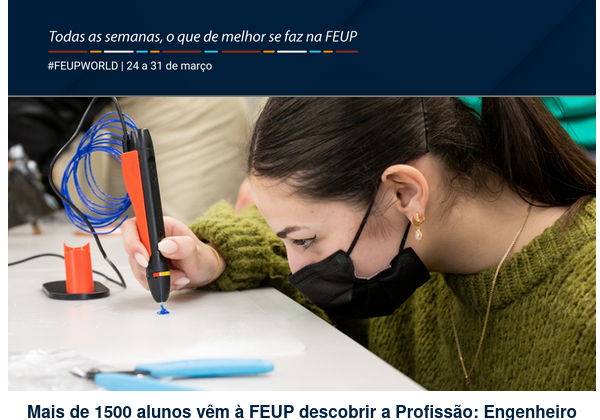 Todas as semanas, o que de melhor se faz na FEUP
#FEUPWORLD | 24 a 31 de março
Mais de 1500 alunos vêm à FEUP descobrir a Profissão: Engenheiro